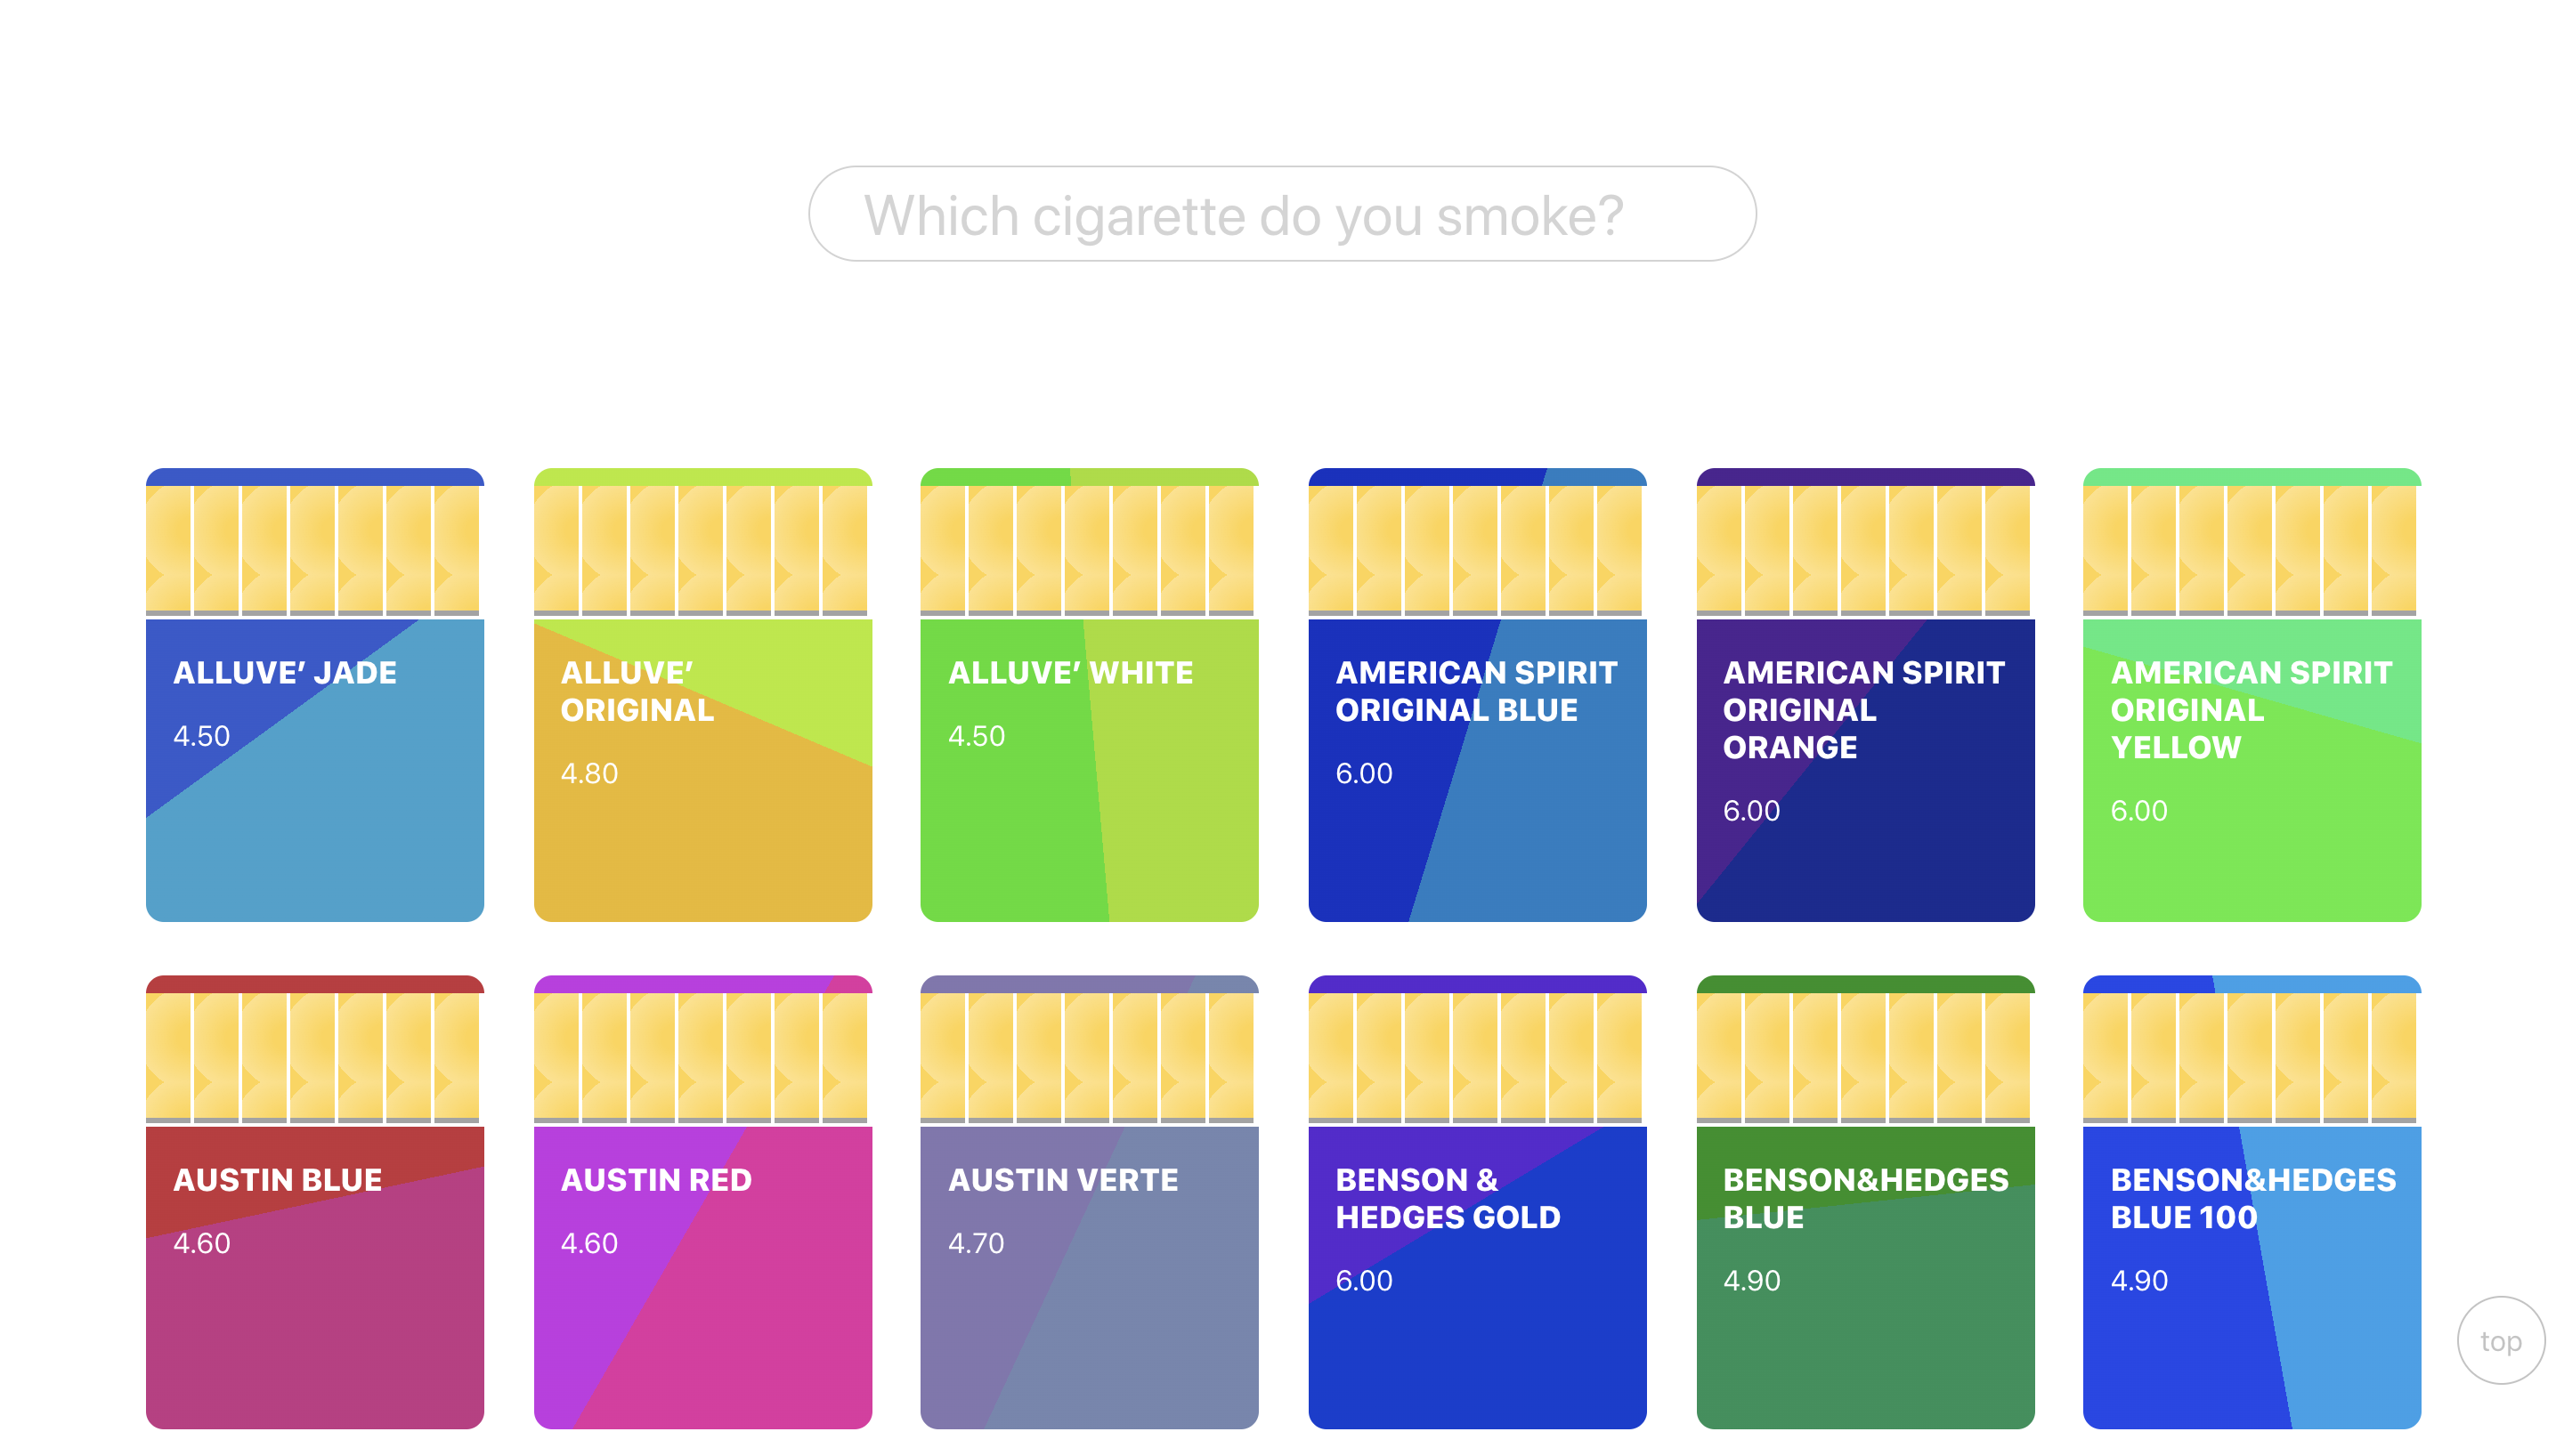 Which cigarette do you smoke?
ALLUVE’ JADE
4.50
ALLUVE’
ORIGINAL
4.80
ALLUVE’ WHITE
4.50
AMERICAN SPIRIT
ORIGINAL BLUE
6.00
AMERICAN SPIRIT
ORIGINAL
ORANGE
6.00
AMERICAN SPIRIT
ORIGINAL
YELLOW
6.00
AUSTIN BLUE
4.60
AUSTIN RED
4.60
AUSTIN VERTE
4.70
BENSON &
HEDGES GOLD
6.00
BENSON&HEDGES
BLUE
4.90
BENSON&HEDGES
BLUE 100
4.90
top